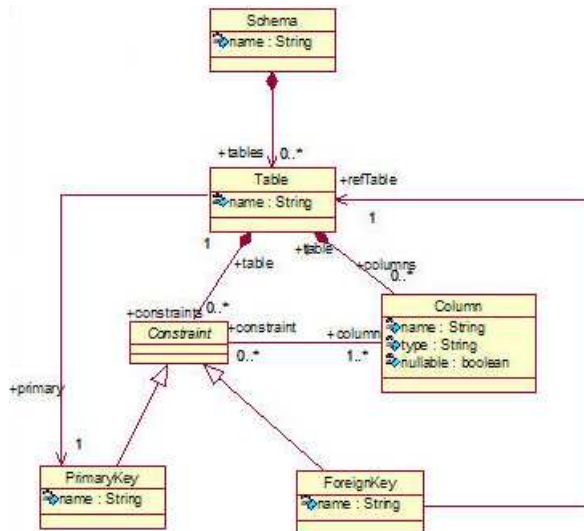 Schema
name : String
+tables 0..*
Table
name : String
+refTable
1
1
+table
+table
+columns
0..*
+constraints
0..*
Constraint
+constraint
0..*
+column
1..*
Column
name : String
type : String
nullable : boolean
+primary
1
PrimaryKey
name : String
ForeignKey
name : String